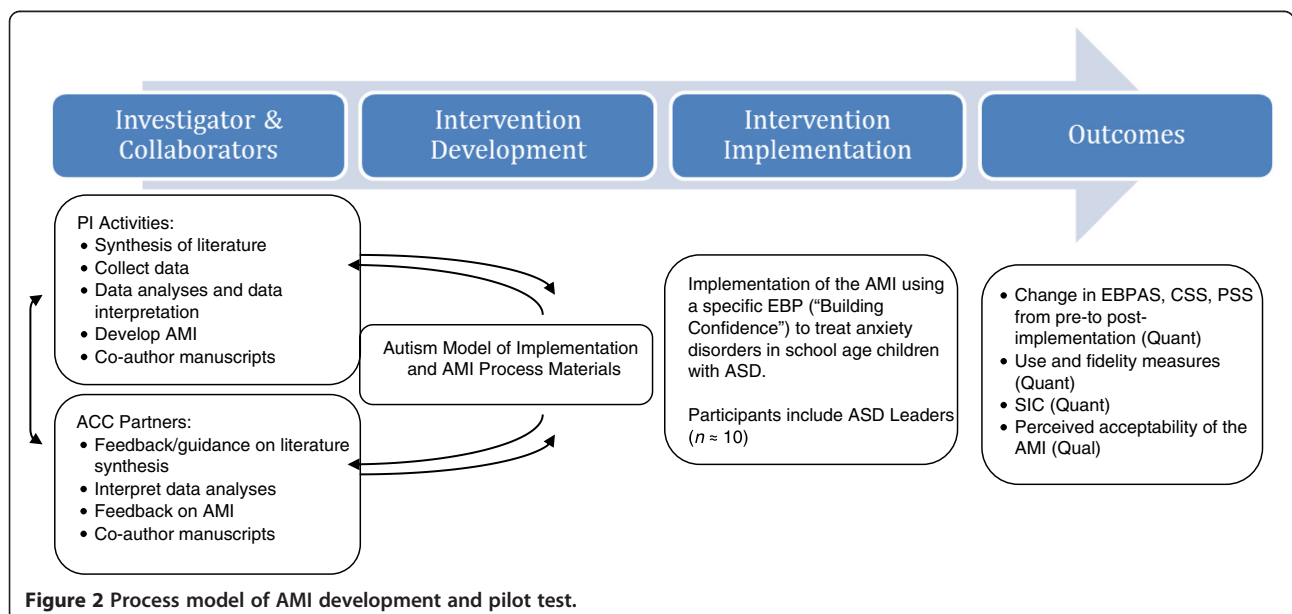 Investigator &
Collaborators
Intervention
Development
Intervention
Implementation
Outcomes
PI Activities:
• Synthesis of literature
• Collect data
• Data analyses and data
interpretation
• Develop AMI
• Co-author manuscripts
ACC Partners:
• Feedback/guidance on literature
synthesis
• Interpret data analyses
• Feedback on AMI
• Co-author manuscripts
Autism Model of Implementation
and AMI Process Materials
Implementation of the AMI using
a specific EBP (“Building
Confidence”) to treat anxiety
disorders in school age children
with ASD.
Participants include ASD Leaders
(n ≈ 10)
• Change in EBPAS, CSS, PSS
from pre-to post-
implementation (Quant)
• Use and fidelity measures
(Quant)
• SIC (Quant)
• Perceived acceptability of the
AMI (Qual)
Figure 2 Process model of AMI development and pilot test.